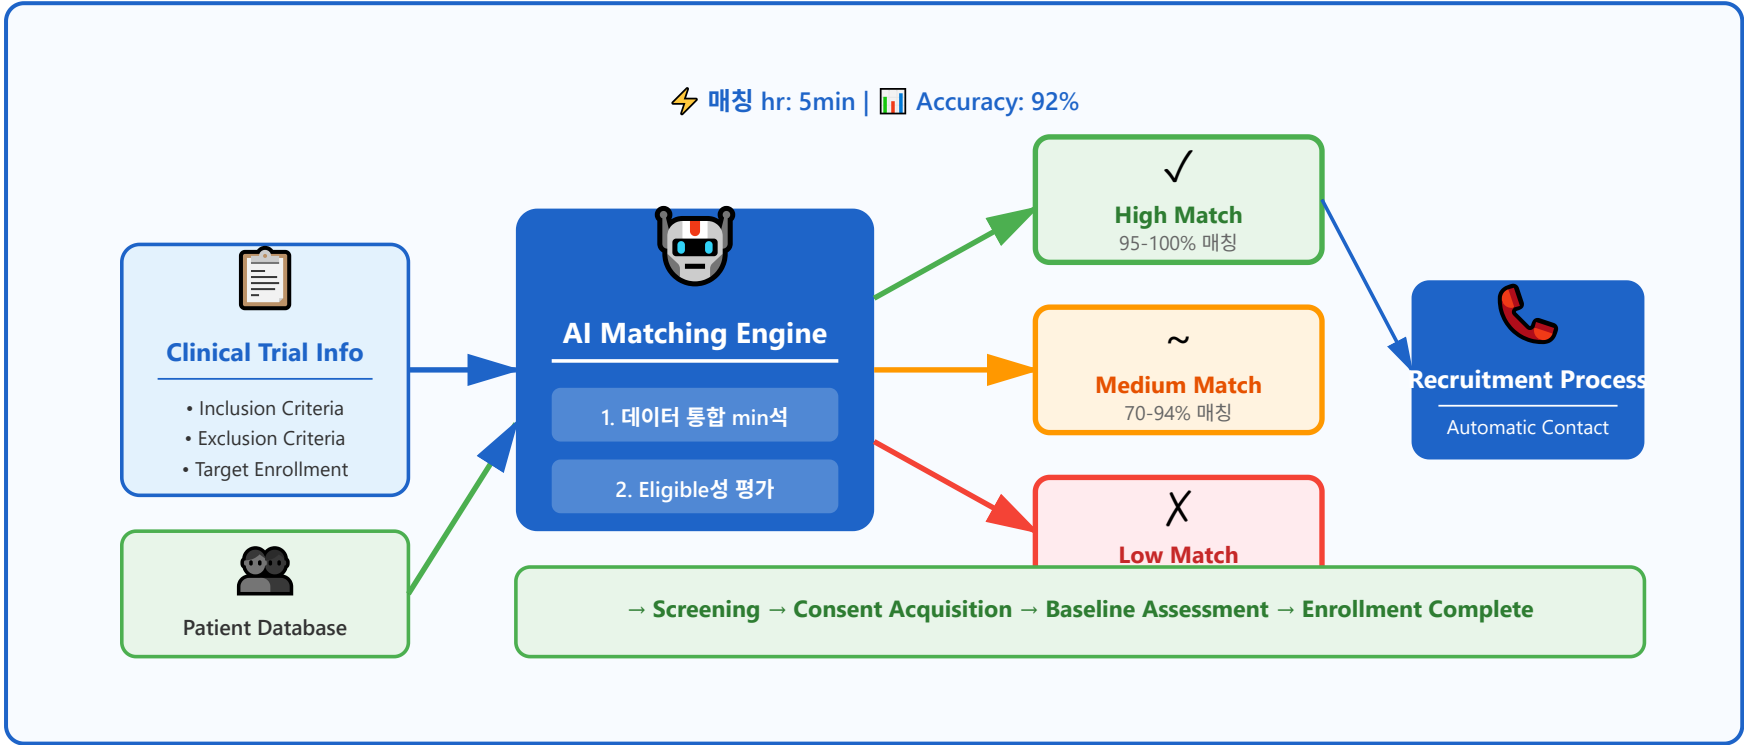 ⚡ 매칭 hr: 5min | 📊 Accuracy: 92%
Clinical Trial Info
• Inclusion Criteria
• Exclusion Criteria
• Target Enrollment
Patient Database
AI Matching Engine
1. 데이터 통합 min석
2. Eligible성 평가
✓
High Match
95-100% 매칭
~
Medium Match
70-94% 매칭
✗
Low Match
Recruitment Process
Automatic Contact
→ Screening → Consent Acquisition → Baseline Assessment → Enrollment Complete